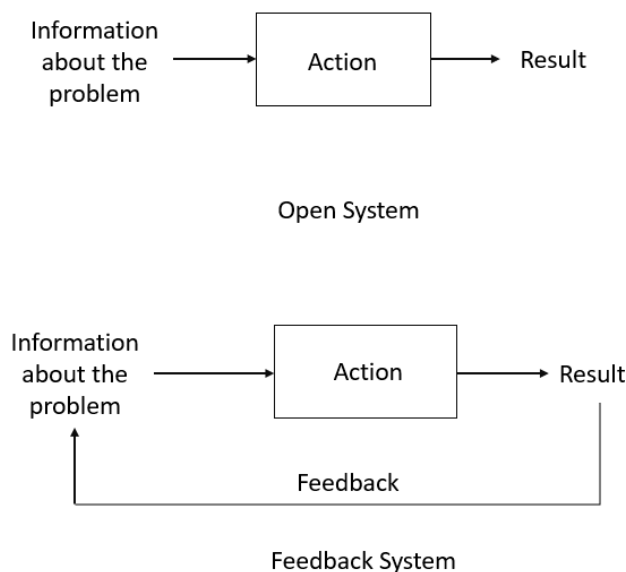 Information
about the
problem
Action
Result
Open System
Information
about the
problem
Action
Result
Feedback
Feedback System